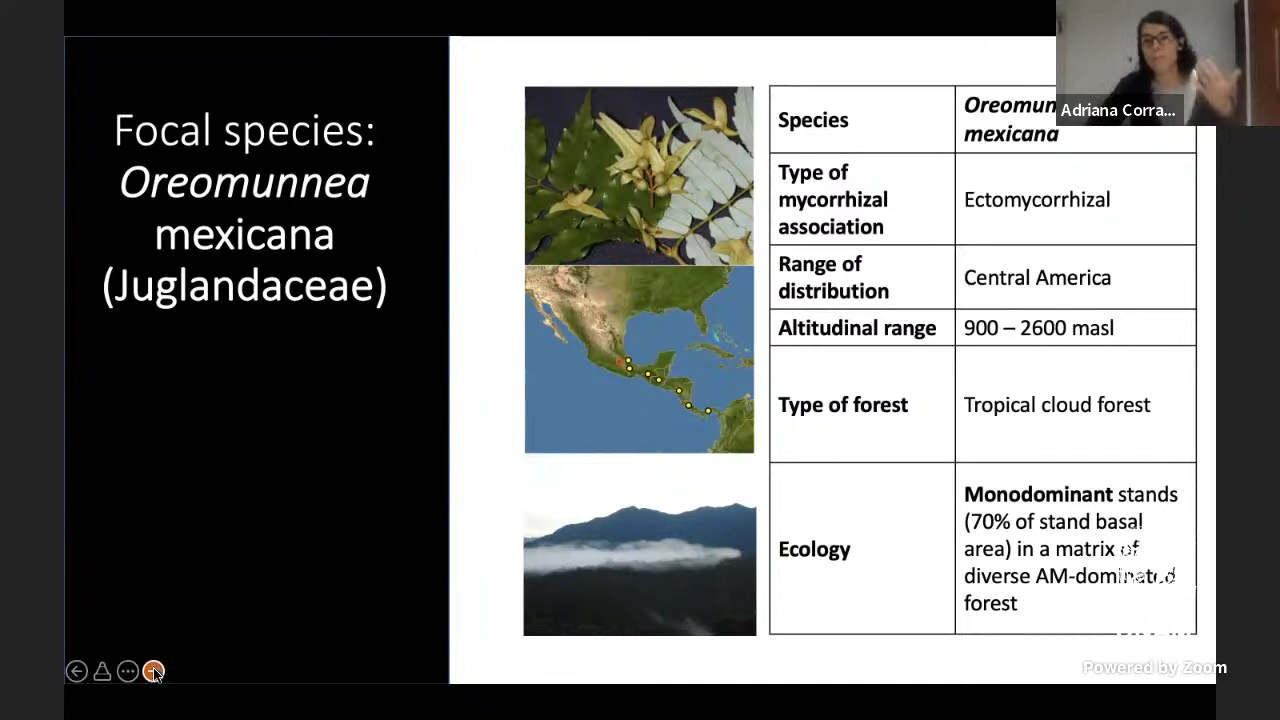 Focal species:
Oreomunnea
mexicana
(Juglandaceae)
Species
mexicana
Type of
mycorrhizal
association
Ectomycorrhizal
Range of
distribution
Central America
Altitudinal range
900 – 2600 masl
Type of forest
Tropical cloud forest
Ecology
Monodominant stands
(70% of stand basal
area) in a matrix of
diverse AM-dominated
forest
Adriana Corra...
Powered by Zoom